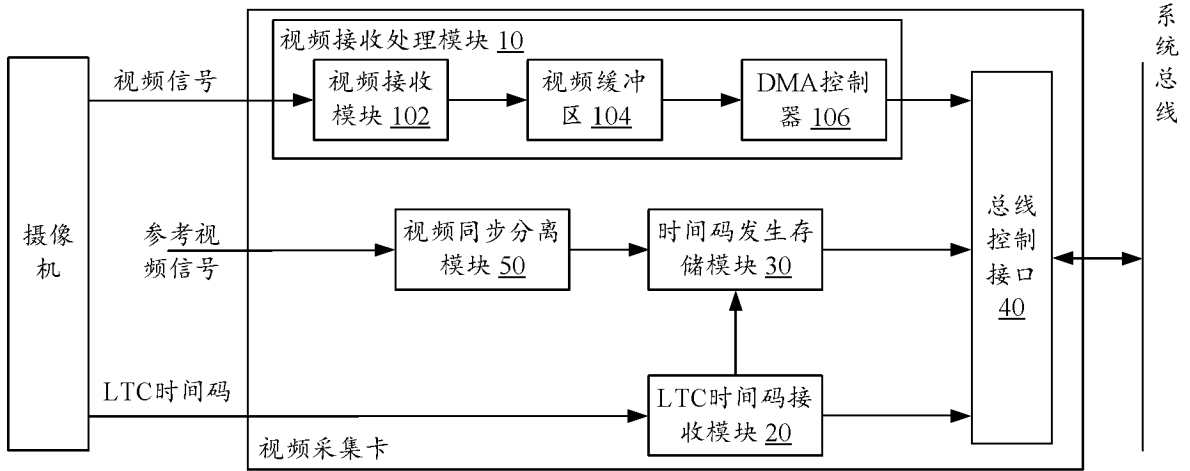 视频接收处理模块 10
视频信号
视频接收
模块 102
视频缓冲
区 104
DMA控制
器 106
系
统
总
线
摄像
机
参考视
频信号
视频同步分离
模块 50
时间码发生存
储模块 30
总线
控制
接口
40
LTC时间码
LTC时间码接
收模块 20
视频采集卡